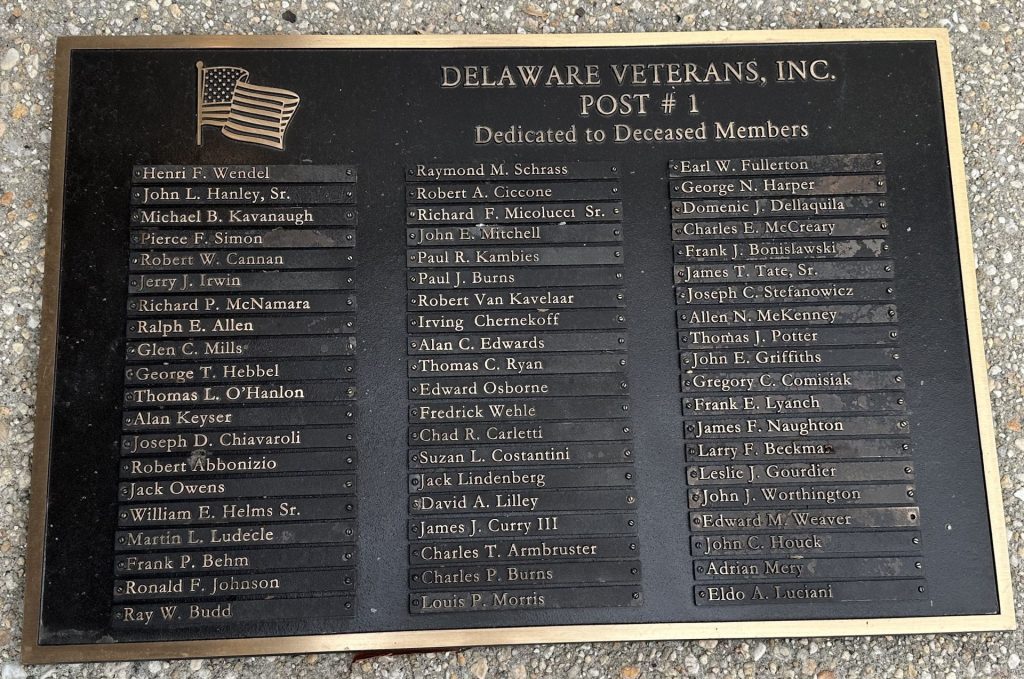 DELAWARE VETERANS, INC.
POST # 1
Dedicated to Deceased Members
Henri F. Wendel
John L. Hanley, Sr.
Michael B. Kavanaugh
Pierce F. Simon
Robert W. Cannan
Jerry J. Irwin
Richard P. McNamara
Ralph E. Allen
Glen C. Mills
George T. Hebbel
Thomas L. O'Hanlon
Alan Keyser
Joseph D. Chiavaroli
Robert Abbonizio
Jack Owens
William E. Helms Sr.
Martin L. Ludecle
Frank P. Behm
Ronald F. Johnson
Ray W. Budd
Raymond M. Schrass
Robert A. Ciccone
Richard F. Micolucci Sr.
John E. Mitchell
Paul R. Kambies
Paul J. Burns
Robert Van Kavelaar
Irving Chernekoff
Alan C. Edwards
Thomas C. Ryan
Edward Osborne
Fredrick Wehle
Chad R. Carletti
Suzan L. Costantini
Jack Lindenberg
David A. Lilley
James J. Curry III
Charles T. Armbruster
Charles P. Burns
Louis P. Morris
Earl W. Fullerton
George N. Harper
Domenic J. Dellaquila
Charles E. McCreary
Frank J. Bonislawski
James T. Tate, Sr.
Joseph C. Stefanowicz
Allen N. McKenney
Thomas J. Potter
John E. Griffiths
Gregory C. Comisiak
Frank E. Lyanch
James F. Naughton
Larry F. Beckman
Leslie J. Gourdier
John J. Worthington
Edward M. Weaver
John C. Houck
Adrian Mery
Eldo A. Luciani